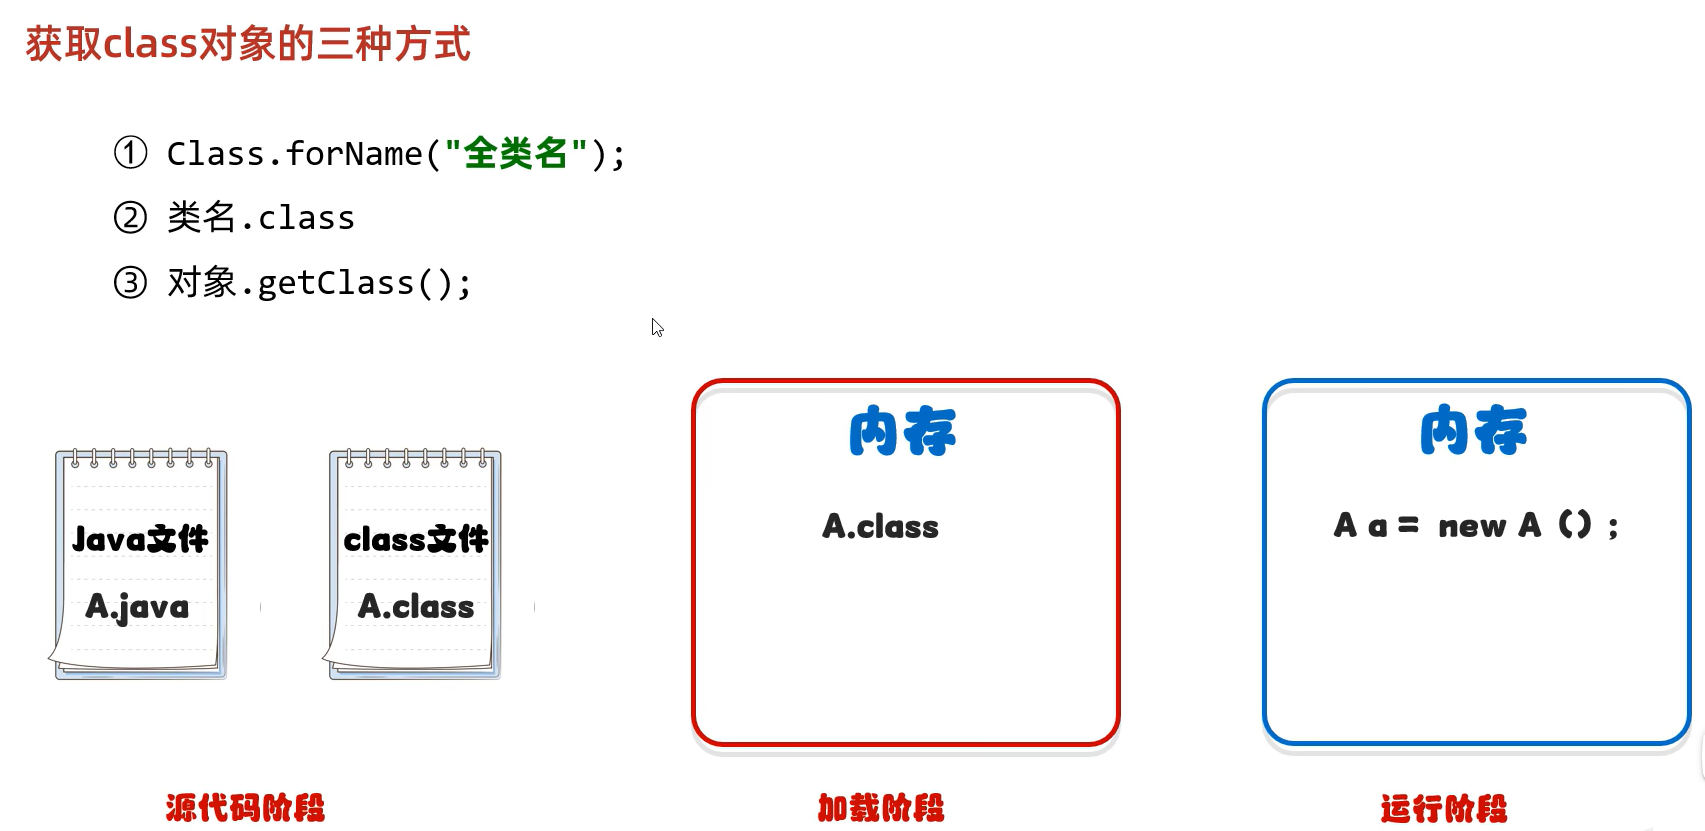 获取class对象的三种方式
① Class.forName("全类名");
② 类名.class
③ 对象.getClass();
Java文件
A.java
class文件
A.class
源代码阶段
内存
A.class
加载阶段
内存
A a = new A () ;
运行阶段